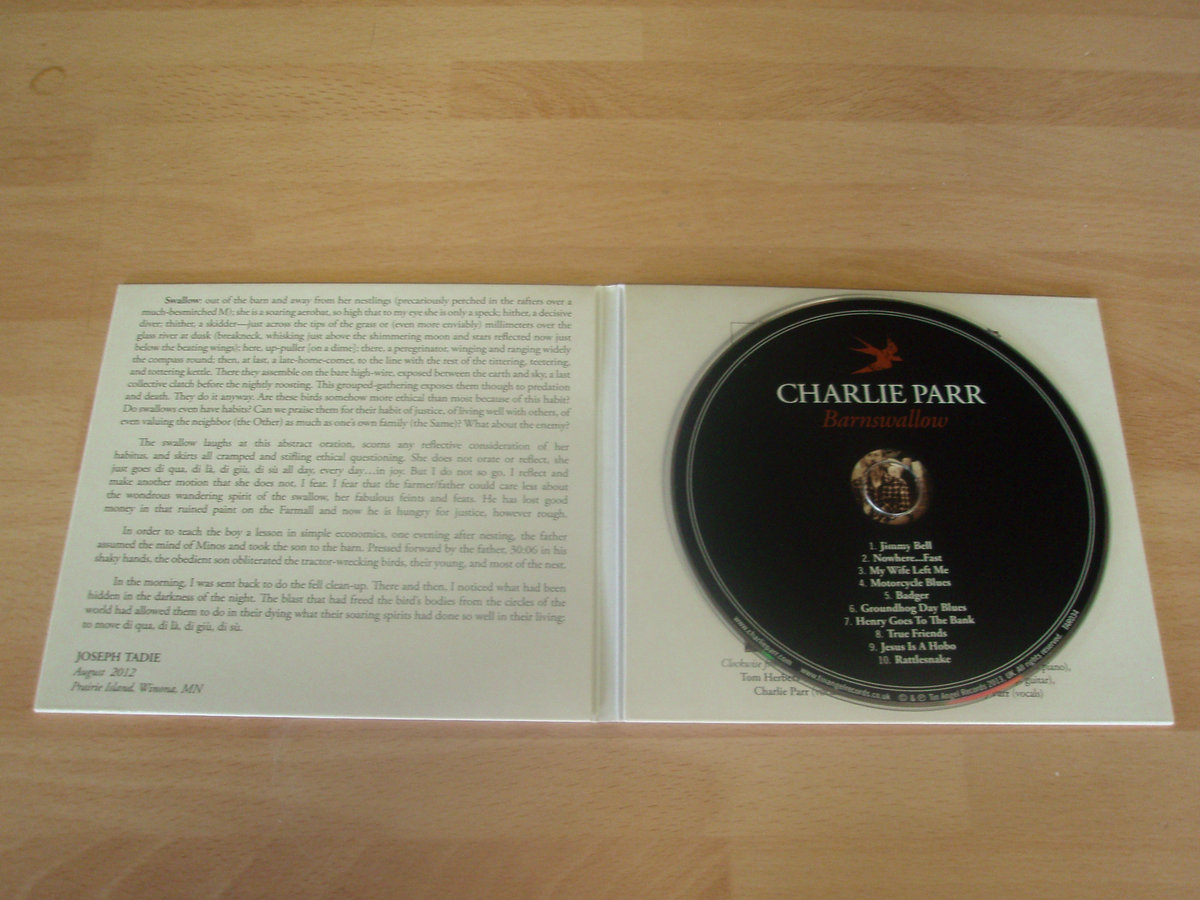 Swallow: out of the barn and away from her nestlings (precariously perched in the rafters over a
much-besmirched M); she is a soaring aerobat, so high that to my eye she is only a speck; hither, a decisive
diver; thither, a skidder—just across the tips of the grass or (even more enviably) millimeters over the
glass river at dusk (breakneck, whisking just above the shimmering moon and stars reflected now just
below the beating wings); here, up-puller [on a dime]; there, a peregrinator, winging and ranging widely
the compass round; then, at last, a late-home-comer, to the line with the rest of the tittering, teetering,
and tottering kettle. There they assemble on the bare high-wire, exposed between the earth and sky, a last
collective clatch before the nightly roosting. This grouped-gathering exposes them though to predation
and death. They do it anyway. Are these birds somehow more ethical than most because of this habit?
Do swallows even have habits? Can we praise them for their habit of justice, of living well with others, of
even valuing the neighbor (the Other) as much as one's own family (the Same)? What about the enemy?
The swallow laughs at this abstract oration, scorns any reflective consideration of her
habitus, and skirts all cramped and stifling ethical questioning. She does not orate or reflect, she
just goes di qua, di là, di giù, di sù all day, every day…in joy. But I do not so go. I reflect and
make another motion that she does not. I fear. I fear that the farmer/father could care less about
the wondrous wandering spirit of the swallow, her fabulous feints and feats. He has lost good
money in that ruined paint on the Farmall and now he is hungry for justice, however rough.
In order to teach the boy a lesson in simple economics, one evening after nesting, the father
assumed the mind of Minos and took the son to the barn. Pressed forward by the father, 30:06 in his
shaky hands, the obedient son obliterated the tractor-wrecking birds, their young, and most of the nest.
In the morning, I was sent back to do the fell clean-up. There and then, I noticed what had been
hidden in the darkness of the night. The blast that had freed the bird's bodies from the circles of the
world had allowed them to do in their dying what their soaring spirits had done so well in their living:
to move di qua, di là, di giù, di sù.
JOSEPH TADIE
August 2012
Prairie Island, Winona, MN
CHARLIE PARR
Barnswallow
1. Jimmy Bell
2. Nowhere...Fast
3. My Wife Left Me
4. Motorcycle Blues
5. Badger
6. Groundhog Day Blues
7. Henry Goes To The Bank
8. True Friends
9. Jesus Is A Hobo
10. Rattlesnake
www.charlieparr.com www.tinangelrecords.co.uk © & ℗ Tin Angel Records 2013. UK. All rights reserved TAR034
Clockwise piano),
Tom guitar),
Charlie Parr (vocals)